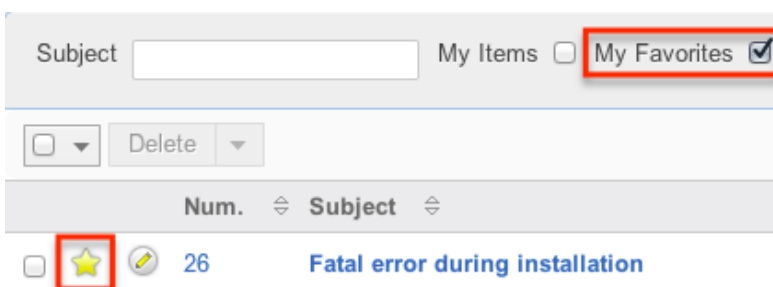 Subject My Items My Favorites
Delete
Num. Subject
26 Fatal error during installation